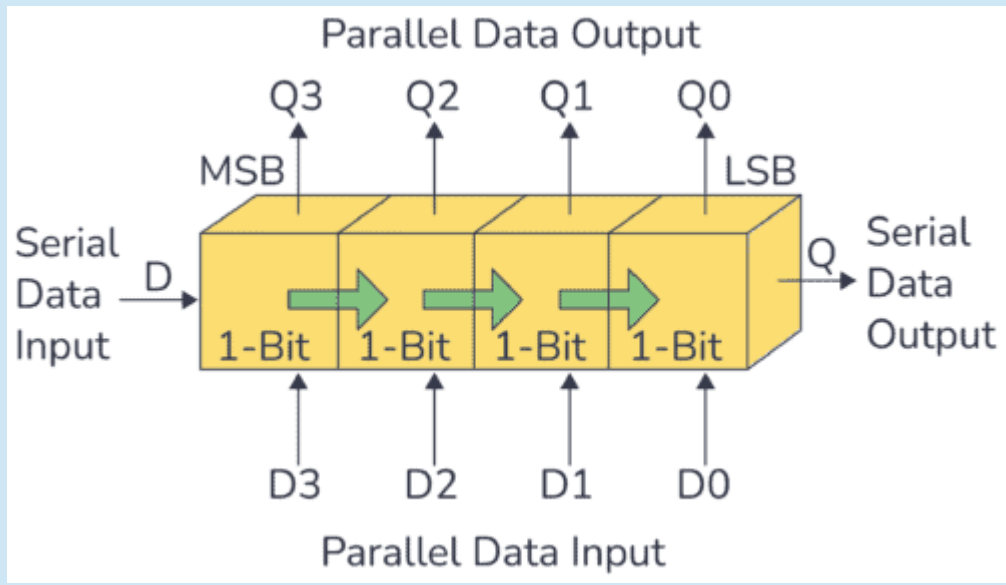 Parallel Data Output
Q3 Q2 Q1 Q0
MSB LSB
Serial
Data
Input
D
Q
Serial
Data
Output
1-Bit 1-Bit 1-Bit 1-Bit
D3 D2 D1 D0
Parallel Data Input